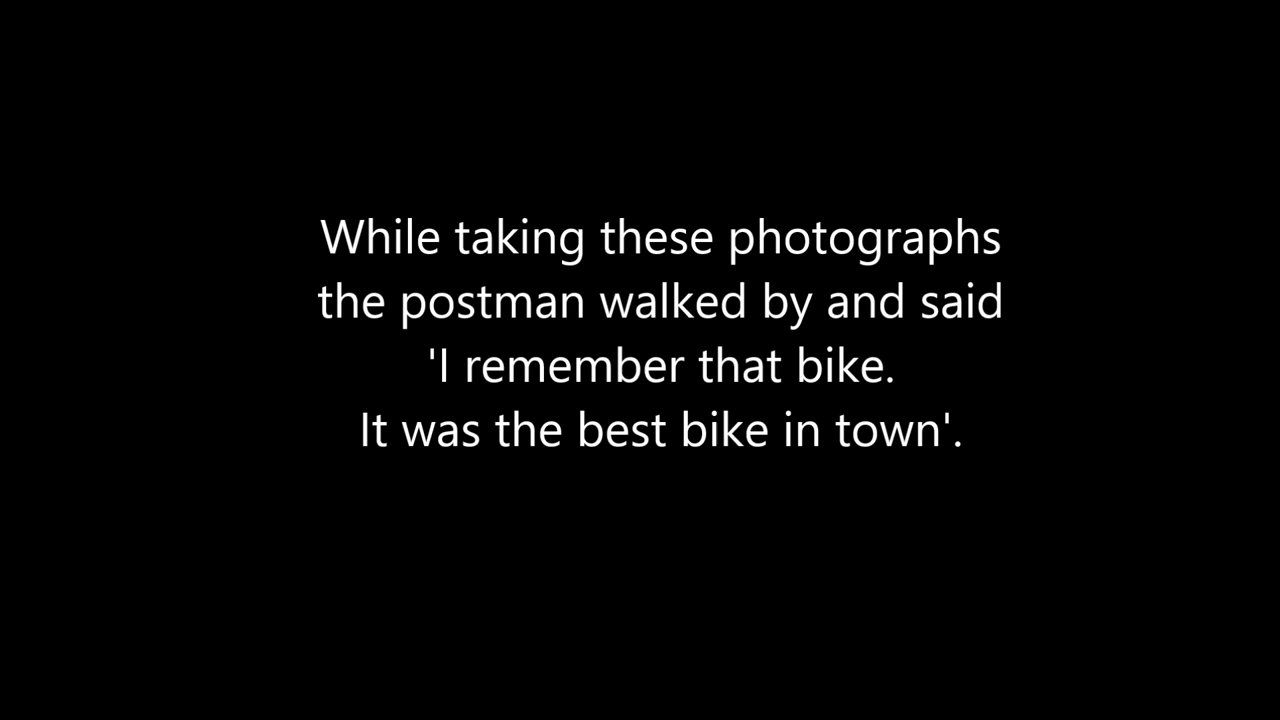 While taking these photographs
the postman walked by and said
'I remember that bike.
It was the best bike in town'.